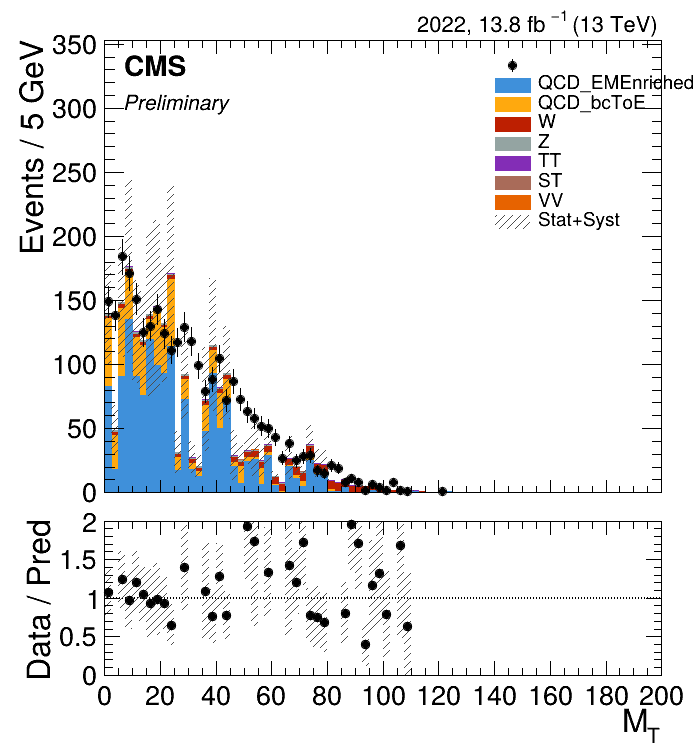 2022, 13.8 fb⁻¹ (13 TeV)
CMS
Preliminary
Events / 5 GeV
350
300
250
200
150
100
50
0
QCD_EMEnriched
QCD_bcToE
W
Z
TT
ST
VV
Stat+Syst
Data / Pred
2
1.5
1
0.5
0
0 20 40 60 80 100 120 140 160 180 200
M_T